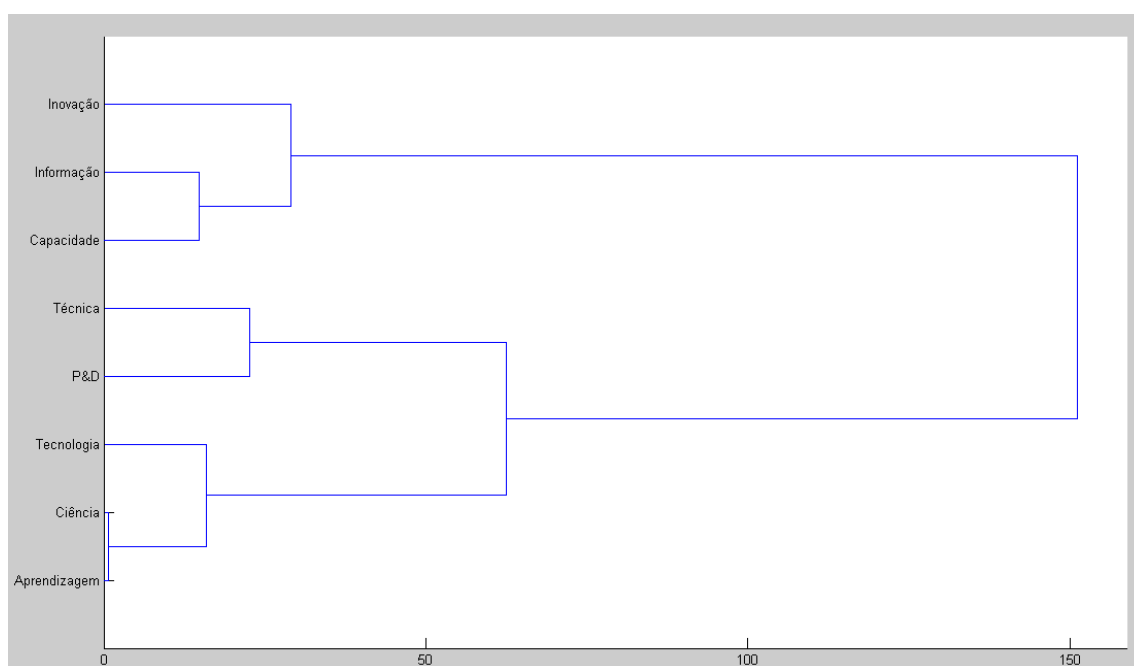 Inovação
Informação
Capacidade
Técnica
P&D
Tecnologia
Ciência
Aprendizagem
0 50 100 150